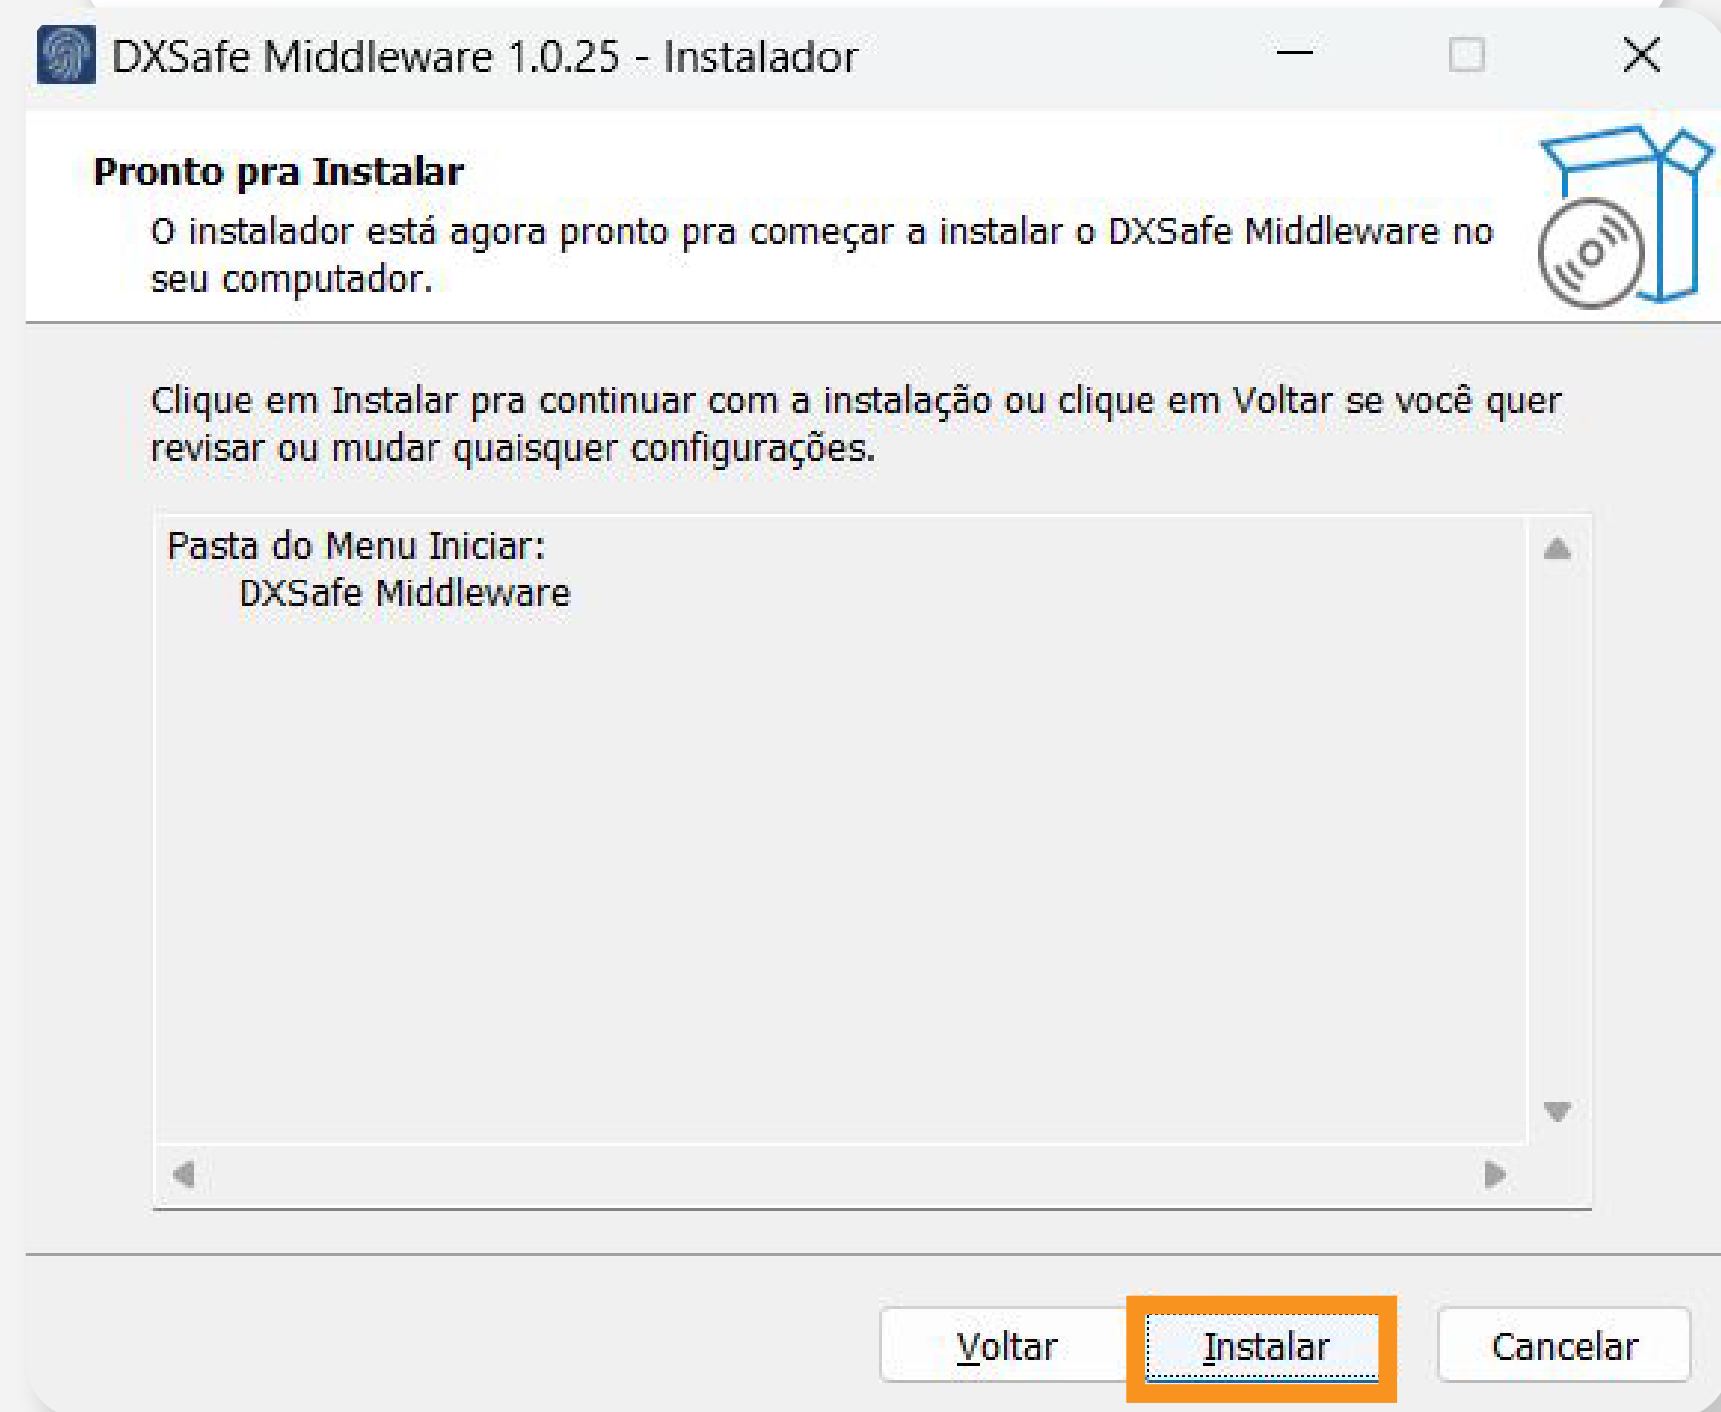 DXSafe Middleware 1.0.25 - Instalador
Pronto pra Instalar
O instalador está agora pronto pra começar a instalar o DXSafe Middleware no
seu computador.
Clique em Instalar pra continuar com a instalação ou clique em Voltar se você quer
revisar ou mudar quaisquer configurações.
Pasta do Menu Iniciar:
DXSafe Middleware
Voltar
Instalar
Cancelar